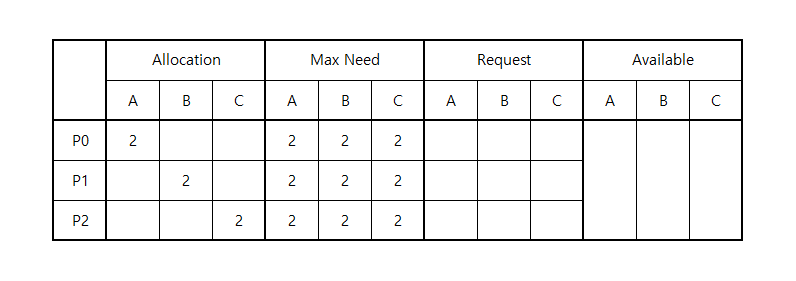 Allocation Max Need Request Available
A B C A B C A B C A B C
P0 2 2 2 2
P1 2 2 2 2
P2 2 2 2 2